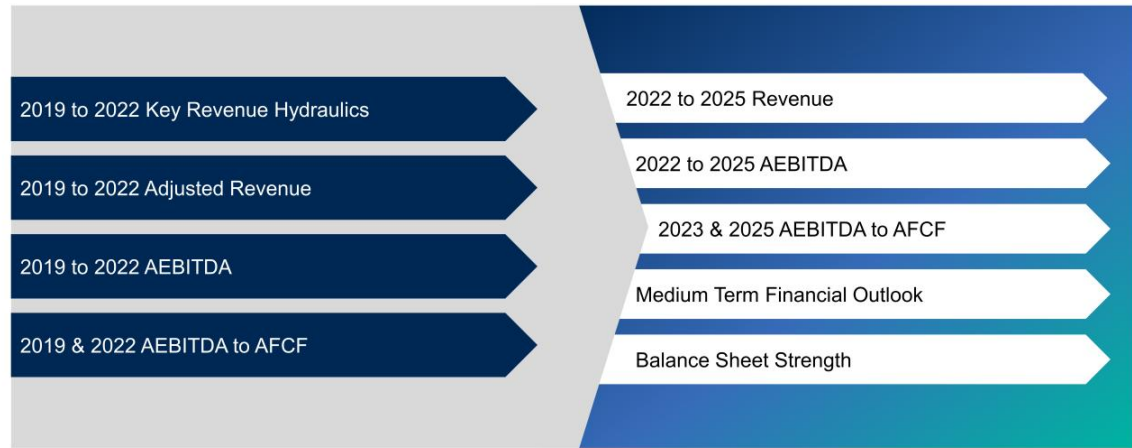 2019 to 2022 Key Revenue Hydraulics
2019 to 2022 Adjusted Revenue
2019 to 2022 AEBITDA
2019 & 2022 AEBITDA to AFCF
2022 to 2025 Revenue
2022 to 2025 AEBITDA
2023 & 2025 AEBITDA to AFCF
Medium Term Financial Outlook
Balance Sheet Strength